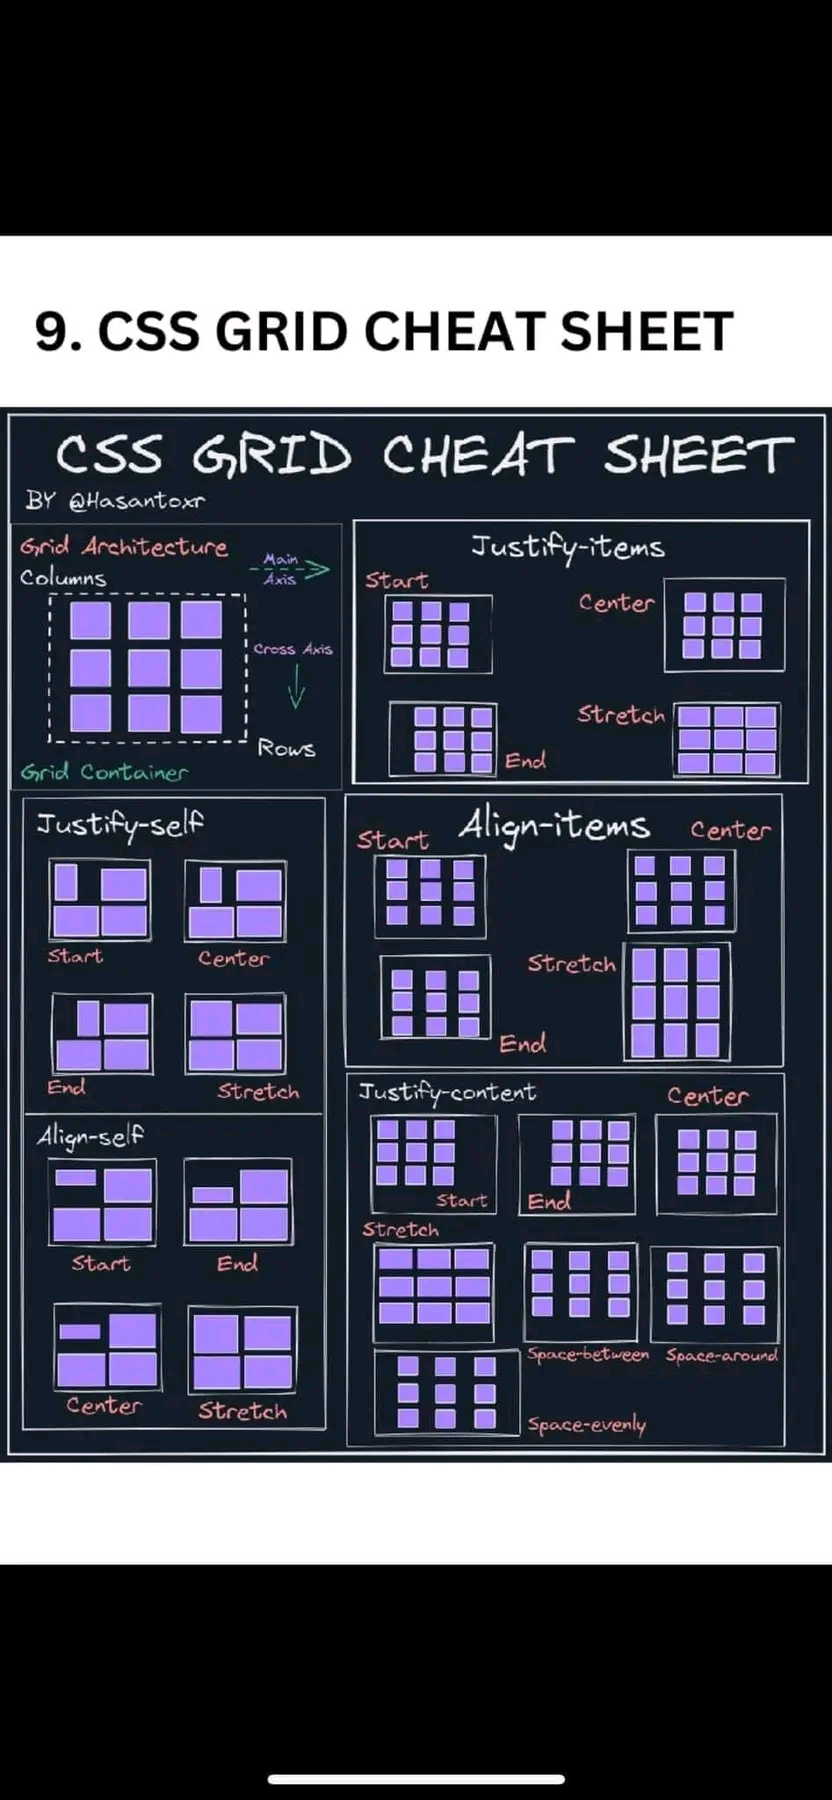 9. CSS GRID CHEAT SHEET
CSS GRID CHEAT SHEET
BY @Hasantoxr
Grid Architecture
Columns
Main
Axis
Cross Axis
Rows
Grid Container
Justify-items
Start
Center
End
Stretch
Justify-self
Start
Center
End
Stretch
Align-items
Start
Center
End
Stretch
Align-self
Start
End
Center
Stretch
Justify-content
Start
End
Center
Stretch
Space-between
Space-around
Space-evenly